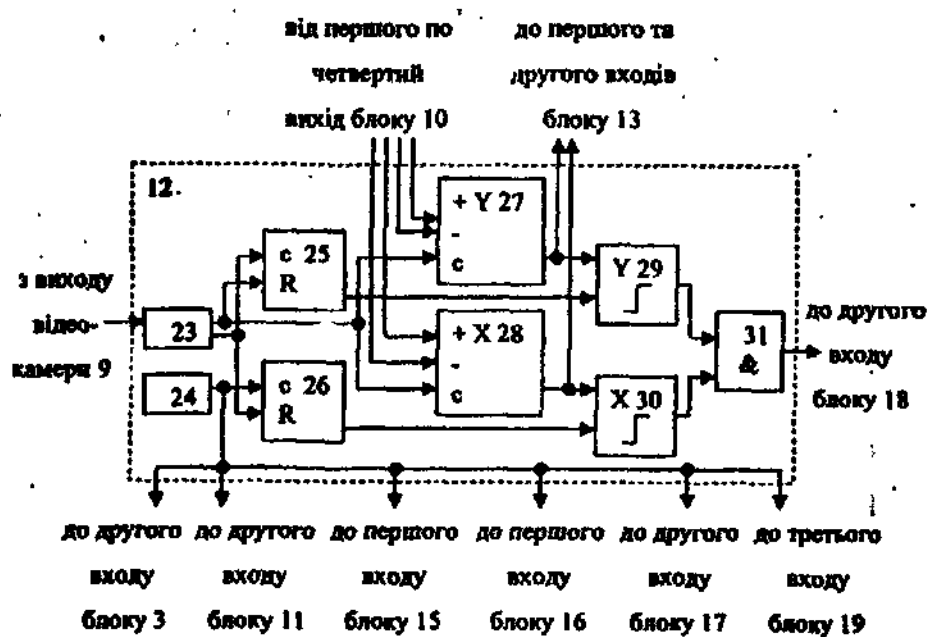 від першого по
четвертий
вихід блоку 10
до першого та
другого входів
блоку 13
12.
+ Y 27
-
c
c 25
R
Y 29
з виходу
відео-
камери 9
23
+ X 28
-
c
31
&
до другого
входу
блоку 18
24
c 26
R
X 30
до другого
входу
блоку 3
до другого
входу
блоку 11
до першого
входу
блоку 15
до першого
входу
блоку 16
до другого
входу
блоку 17
до третього
входу
блоку 19